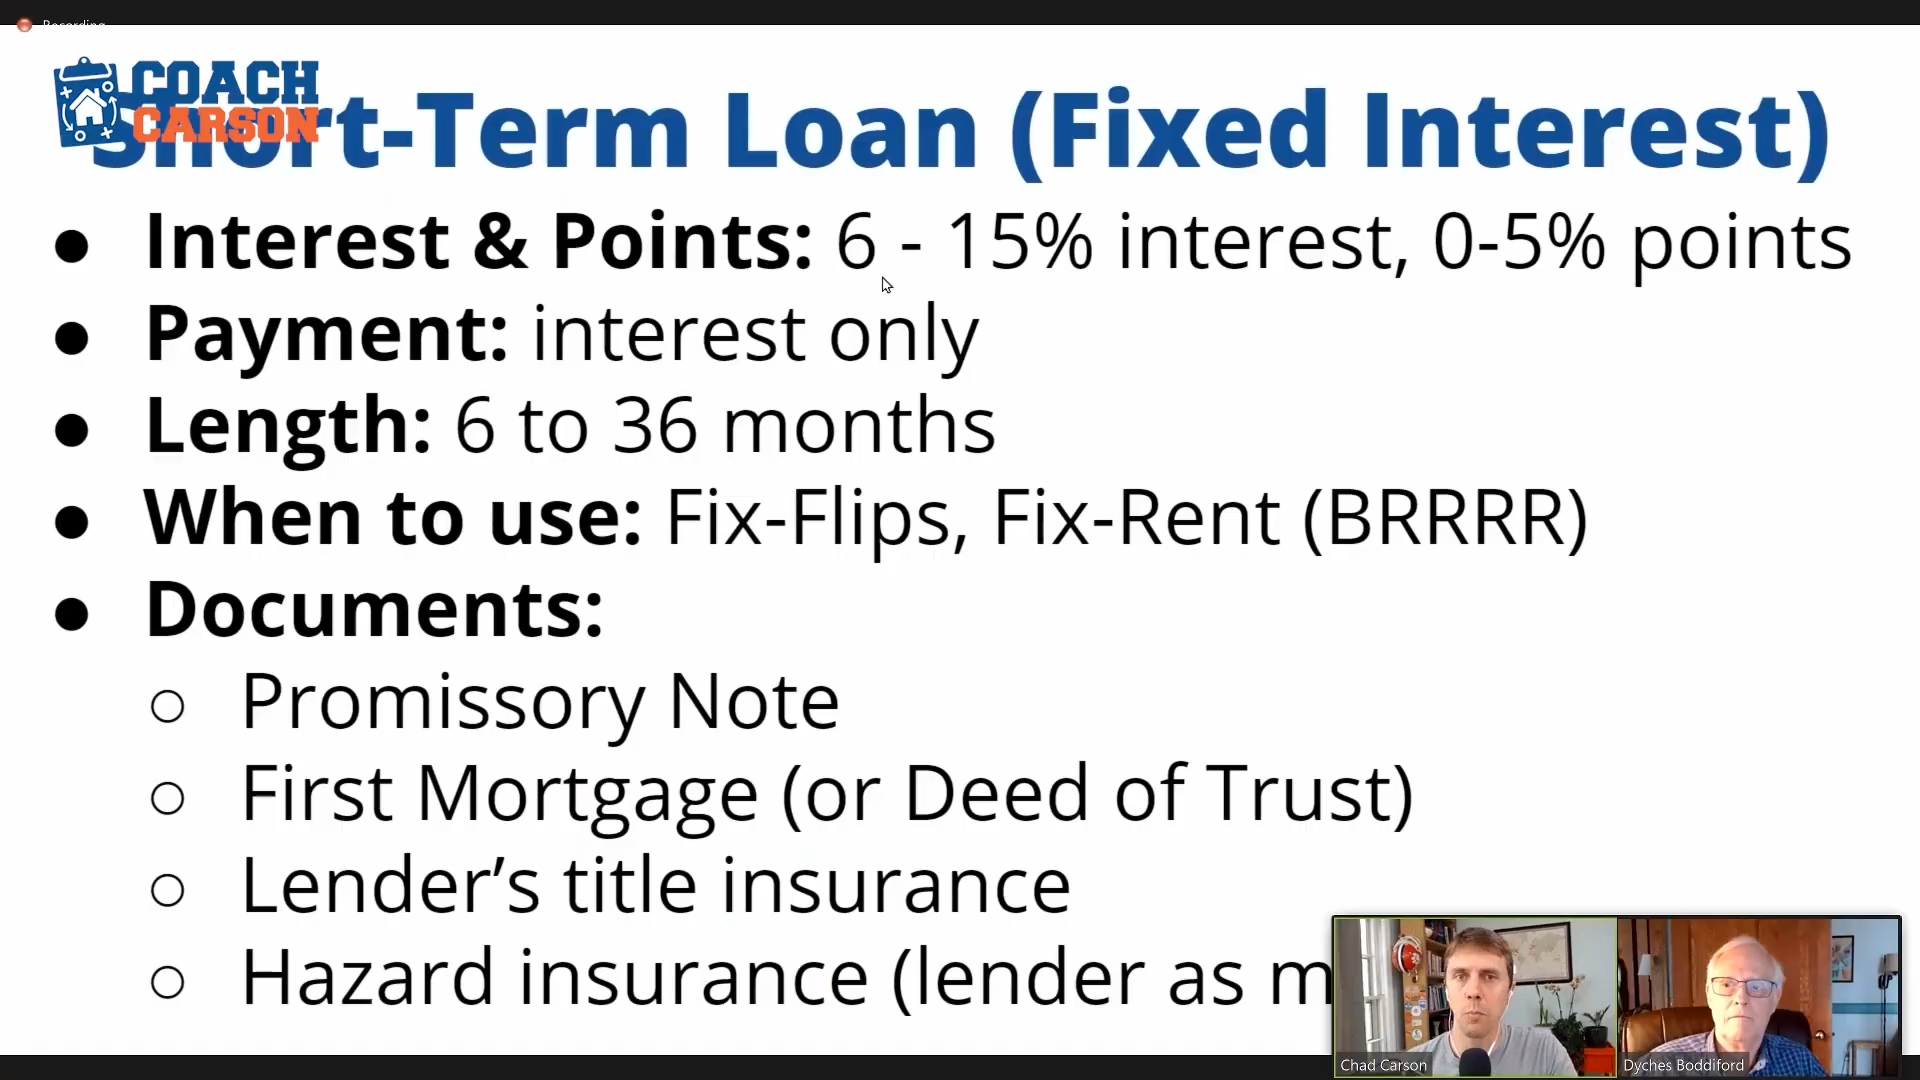 Recording
COACH
CARSON
Short-Term Loan (Fixed Interest)
● Interest & Points: 6 - 15% interest, 0-5% points
● Payment: interest only
● Length: 6 to 36 months
● When to use: Fix-Flips, Fix-Rent (BRRRR)
● Documents:
○ Promissory Note
○ First Mortgage (or Deed of Trust)
○ Lender’s title insurance
○ Hazard insurance (lender as m
Chad Carson
Dyches Boddiford